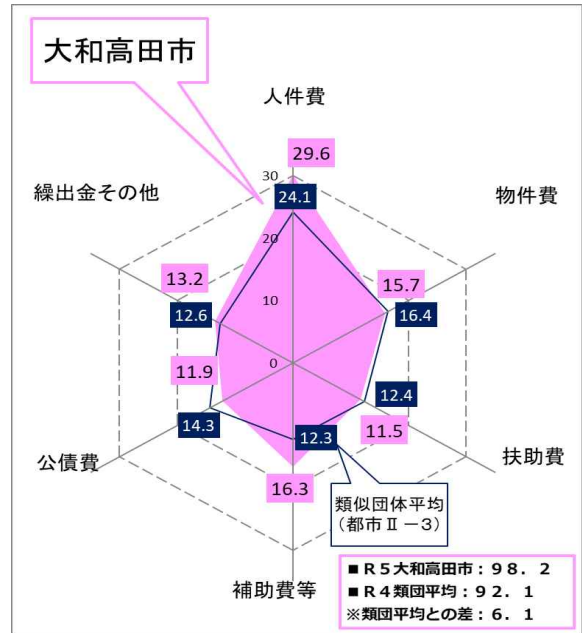 大和高田市
人件費
29.6
30
24.1
繰出金その他
物件費
20
13.2
15.7
10
12.6
16.4
0
11.9
12.4
14.3
11.5
12.3
公債費
扶助費
16.3
類似団体平均
(都市Ⅱ－3)
補助費等
■Ｒ５大和高田市：９８．２
■Ｒ４類団平均：９２．１
※類団平均との差：６．１